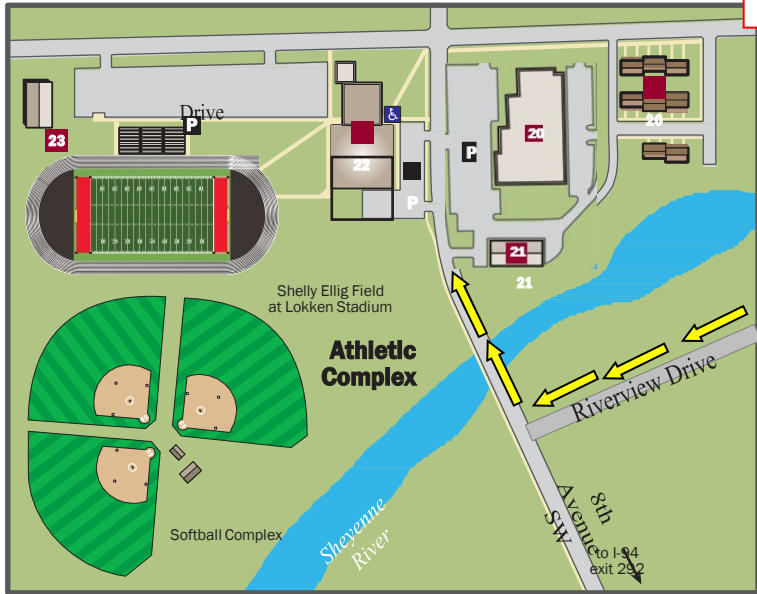 Drive
P
23
20
20
22
P
P
21
21
Shelly Ellig Field
at Lokken Stadium
Athletic
Complex
Riverview Drive
Softball Complex
Sheyenne
River
8th
Avenue
SW
to I-94
exit 292